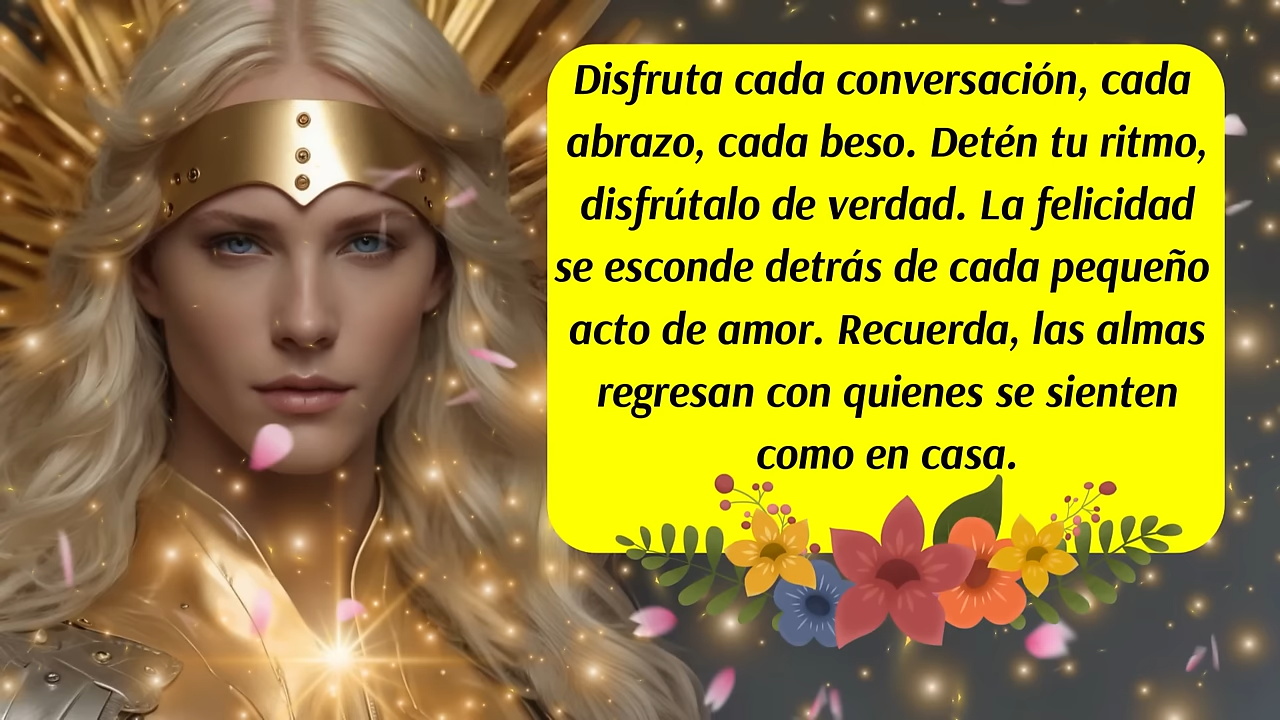 Disfruta cada conversación, cada
abrazo, cada beso. Detén tu ritmo,
disfrútalo de verdad. La felicidad
se esconde detrás de cada pequeño
acto de amor. Recuerda, las almas
regresan con quienes se sienten
como en casa.